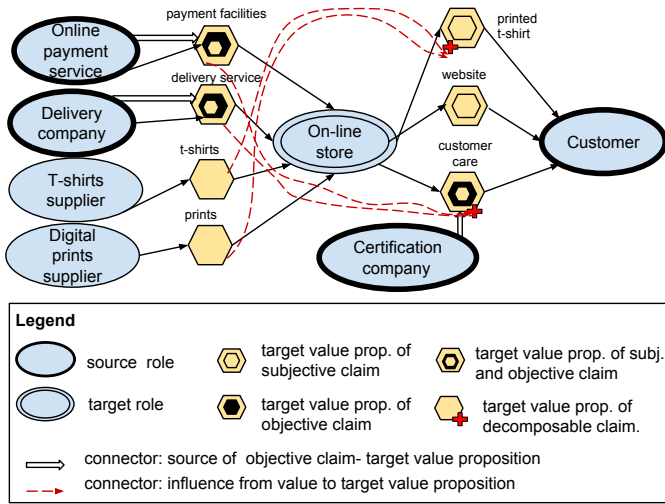 payment facilities
Online
payment
service
printed
t-shirt
website
delivery service
Delivery
company
On-line
store
Customer
customer
care
t-shirts
T-shirts
supplier
prints
Digital
prints
supplier
Certification
company
Legend
source role
target value prop. of
subjective claim
target value prop. of subj.
and objective claim
target role
target value prop. of
objective claim
target value prop. of
decomposable claim.
connector: source of objective claim- target value proposition
connector: influence from value to target value proposition